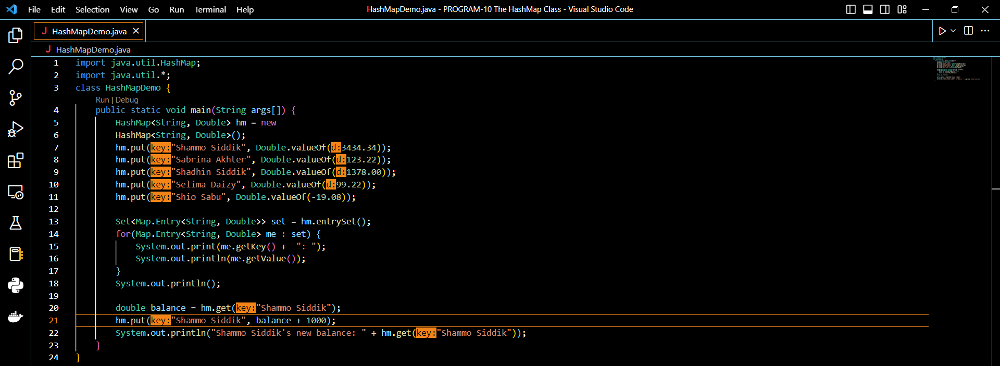 File Edit Selection View Go Run Terminal Help HashMapDemo.java - PROGRAM-10 The HashMap Class - Visual Studio Code
J HashMapDemo.java
J HashMapDemo.java
1 import java.util.HashMap;
2 import java.util.*;
3 class HashMapDemo {
Run | Debug
4 public static void main(String args[]) {
5 HashMap<String, Double> hm = new
6 HashMap<String, Double>();
7 hm.put(key:"Shammo Siddik", Double.valueOf(d:3434.34));
8 hm.put(key:"Sabrina Akhter", Double.valueOf(d:123.22));
9 hm.put(key:"Shadhin Siddik", Double.valueOf(d:1378.00));
10 hm.put(key:"Selima Daizy", Double.valueOf(d:99.22));
11 hm.put(key:"Shio Sabu", Double.valueOf(-19.08));
12
13 Set<Map.Entry<String, Double>> set = hm.entrySet();
14 for(Map.Entry<String, Double> me : set) {
15 System.out.print(me.getKey() +  ": ");
16 System.out.println(me.getValue());
17 }
18 System.out.println();
19
20 double balance = hm.get(key:"Shammo Siddik");
21 hm.put(key:"Shammo Siddik", balance + 1000);
22 System.out.println("Shammo Siddik's new balance: " + hm.get(key:"Shammo Siddik"));
23 }
24 }